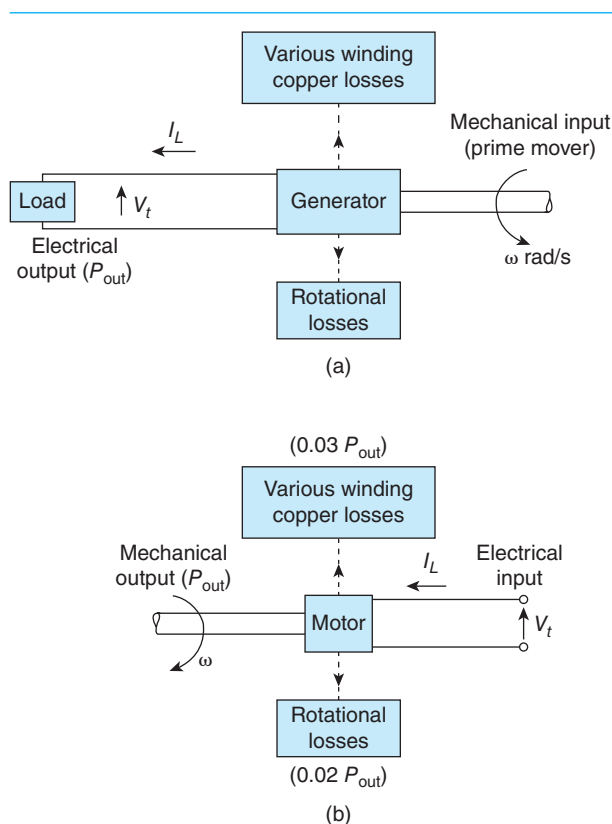 Various winding
copper losses
I_L
Mechanical input
(prime mover)
Load
V_t
Generator
Electrical
output (P_out)
ω rad/s
Rotational
losses
(a)
(0.03 P_out)
Various winding
copper losses
Mechanical
output (P_out)
I_L
Electrical
input
Motor
V_t
ω
Rotational
losses
(0.02 P_out)
(b)